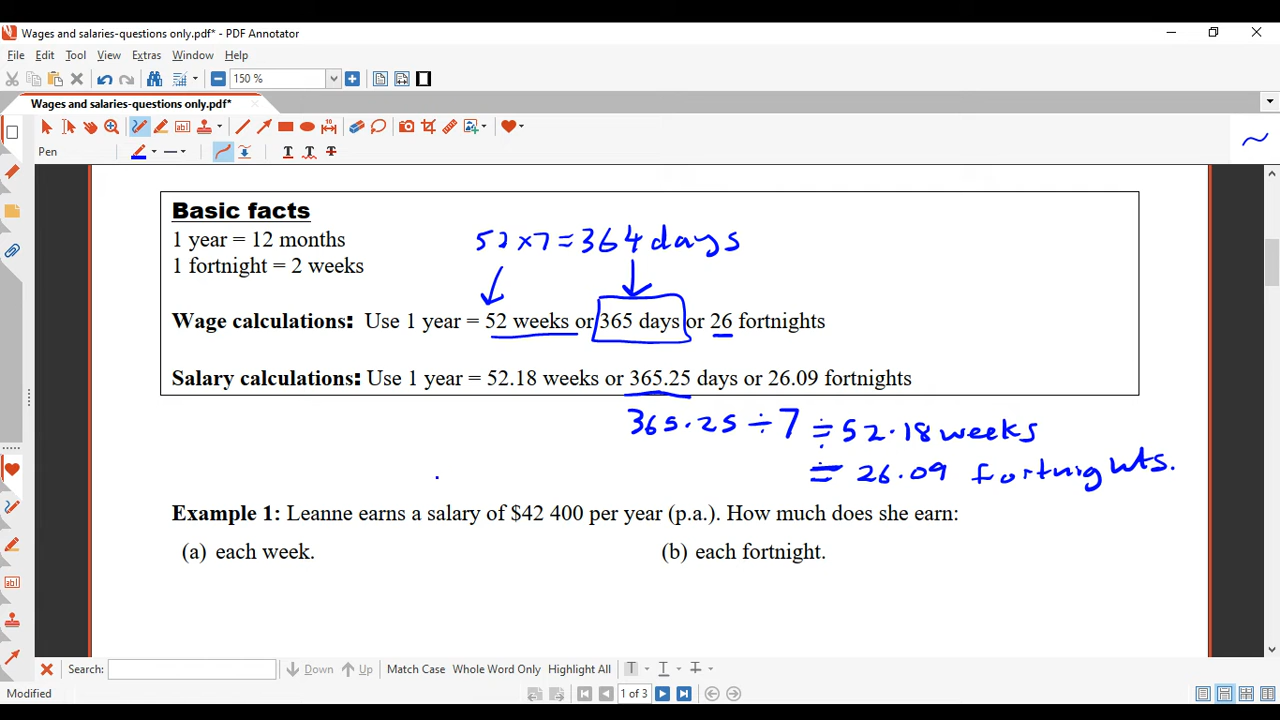 Wages and salaries-questions only.pdf* - PDF Annotator
File Edit Tool View Extras Window Help
150 %
Wages and salaries-questions only.pdf*
Pen
Basic facts
1 year = 12 months
52 × 7 = 364 days
1 fortnight = 2 weeks
Wage calculations: Use 1 year = 52 weeks or 365 days or 26 fortnights
Salary calculations: Use 1 year = 52.18 weeks or 365.25 days or 26.09 fortnights
365.25 ÷ 7 ≑ 52.18 weeks
≑ 26.09 fortnights.
Example 1: Leanne earns a salary of $42 400 per year (p.a.). How much does she earn:
(a) each week. (b) each fortnight.
Search: Down Up Match Case Whole Word Only Highlight All
Modified 1 of 3